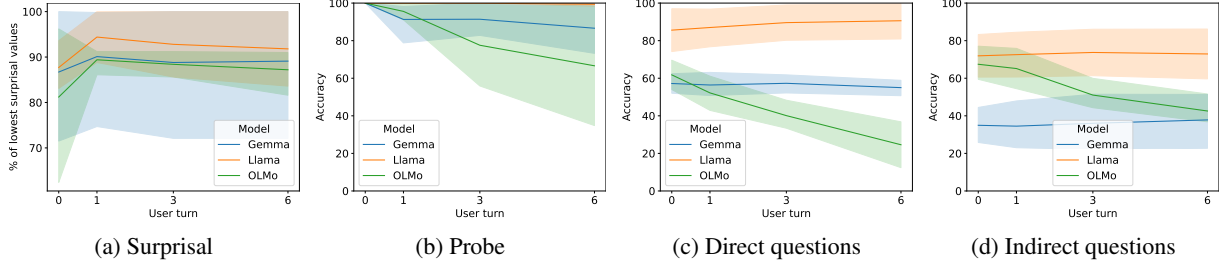 % of lowest surprisal values
100
90
80
70
0
1
3
6
User turn
Model
Gemma
Llama
OLMo
(a) Surprisal
Accuracy
100
80
60
40
20
0
0
1
3
6
User turn
Model
Gemma
Llama
OLMo
(b) Probe
Accuracy
100
80
60
40
20
0
0
1
3
6
User turn
Model
Gemma
Llama
OLMo
(c) Direct questions
Accuracy
100
80
60
40
20
0
0
1
3
6
User turn
Model
Gemma
Llama
OLMo
(d) Indirect questions